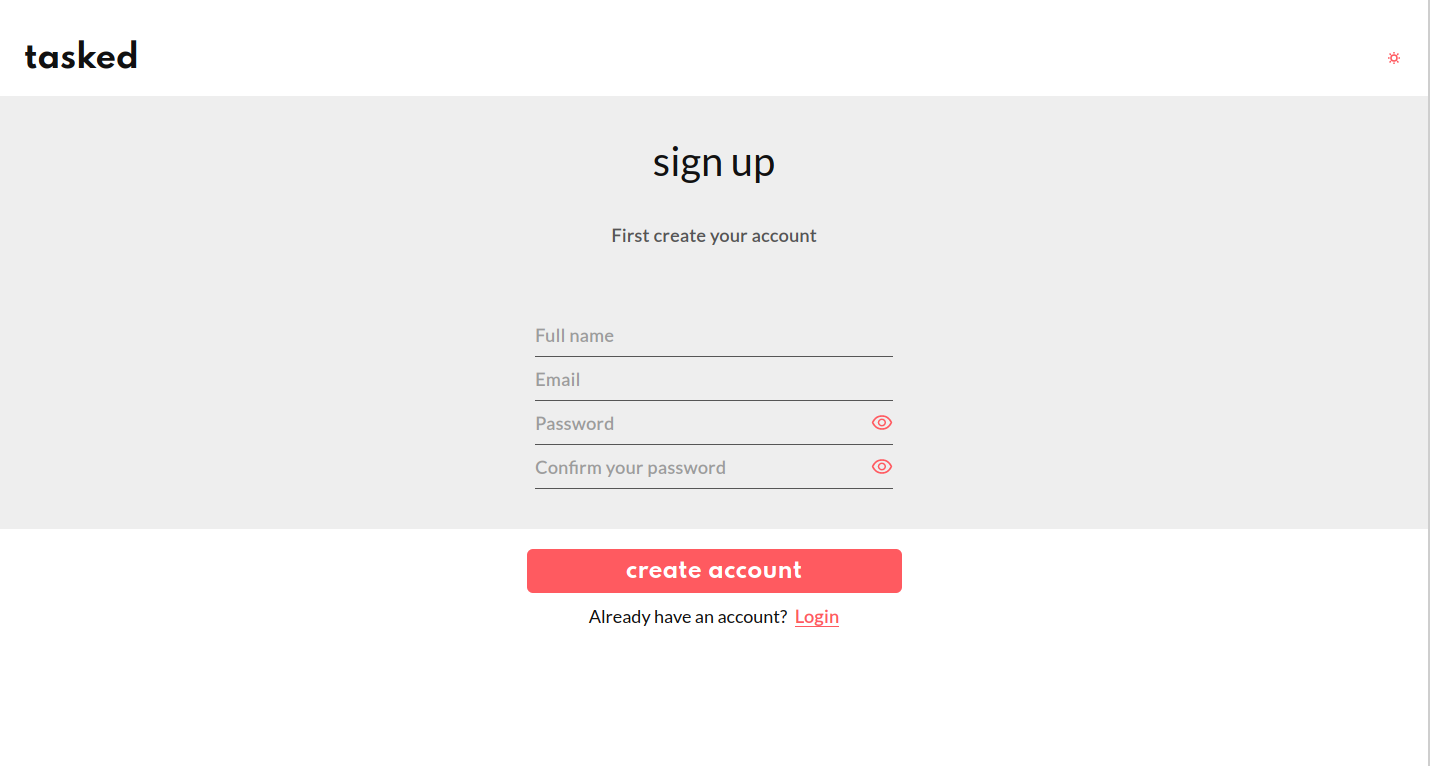 tasked
sign up
First create your account
Full name
Email
Password
Confirm your password
create account
Already have an account? Login